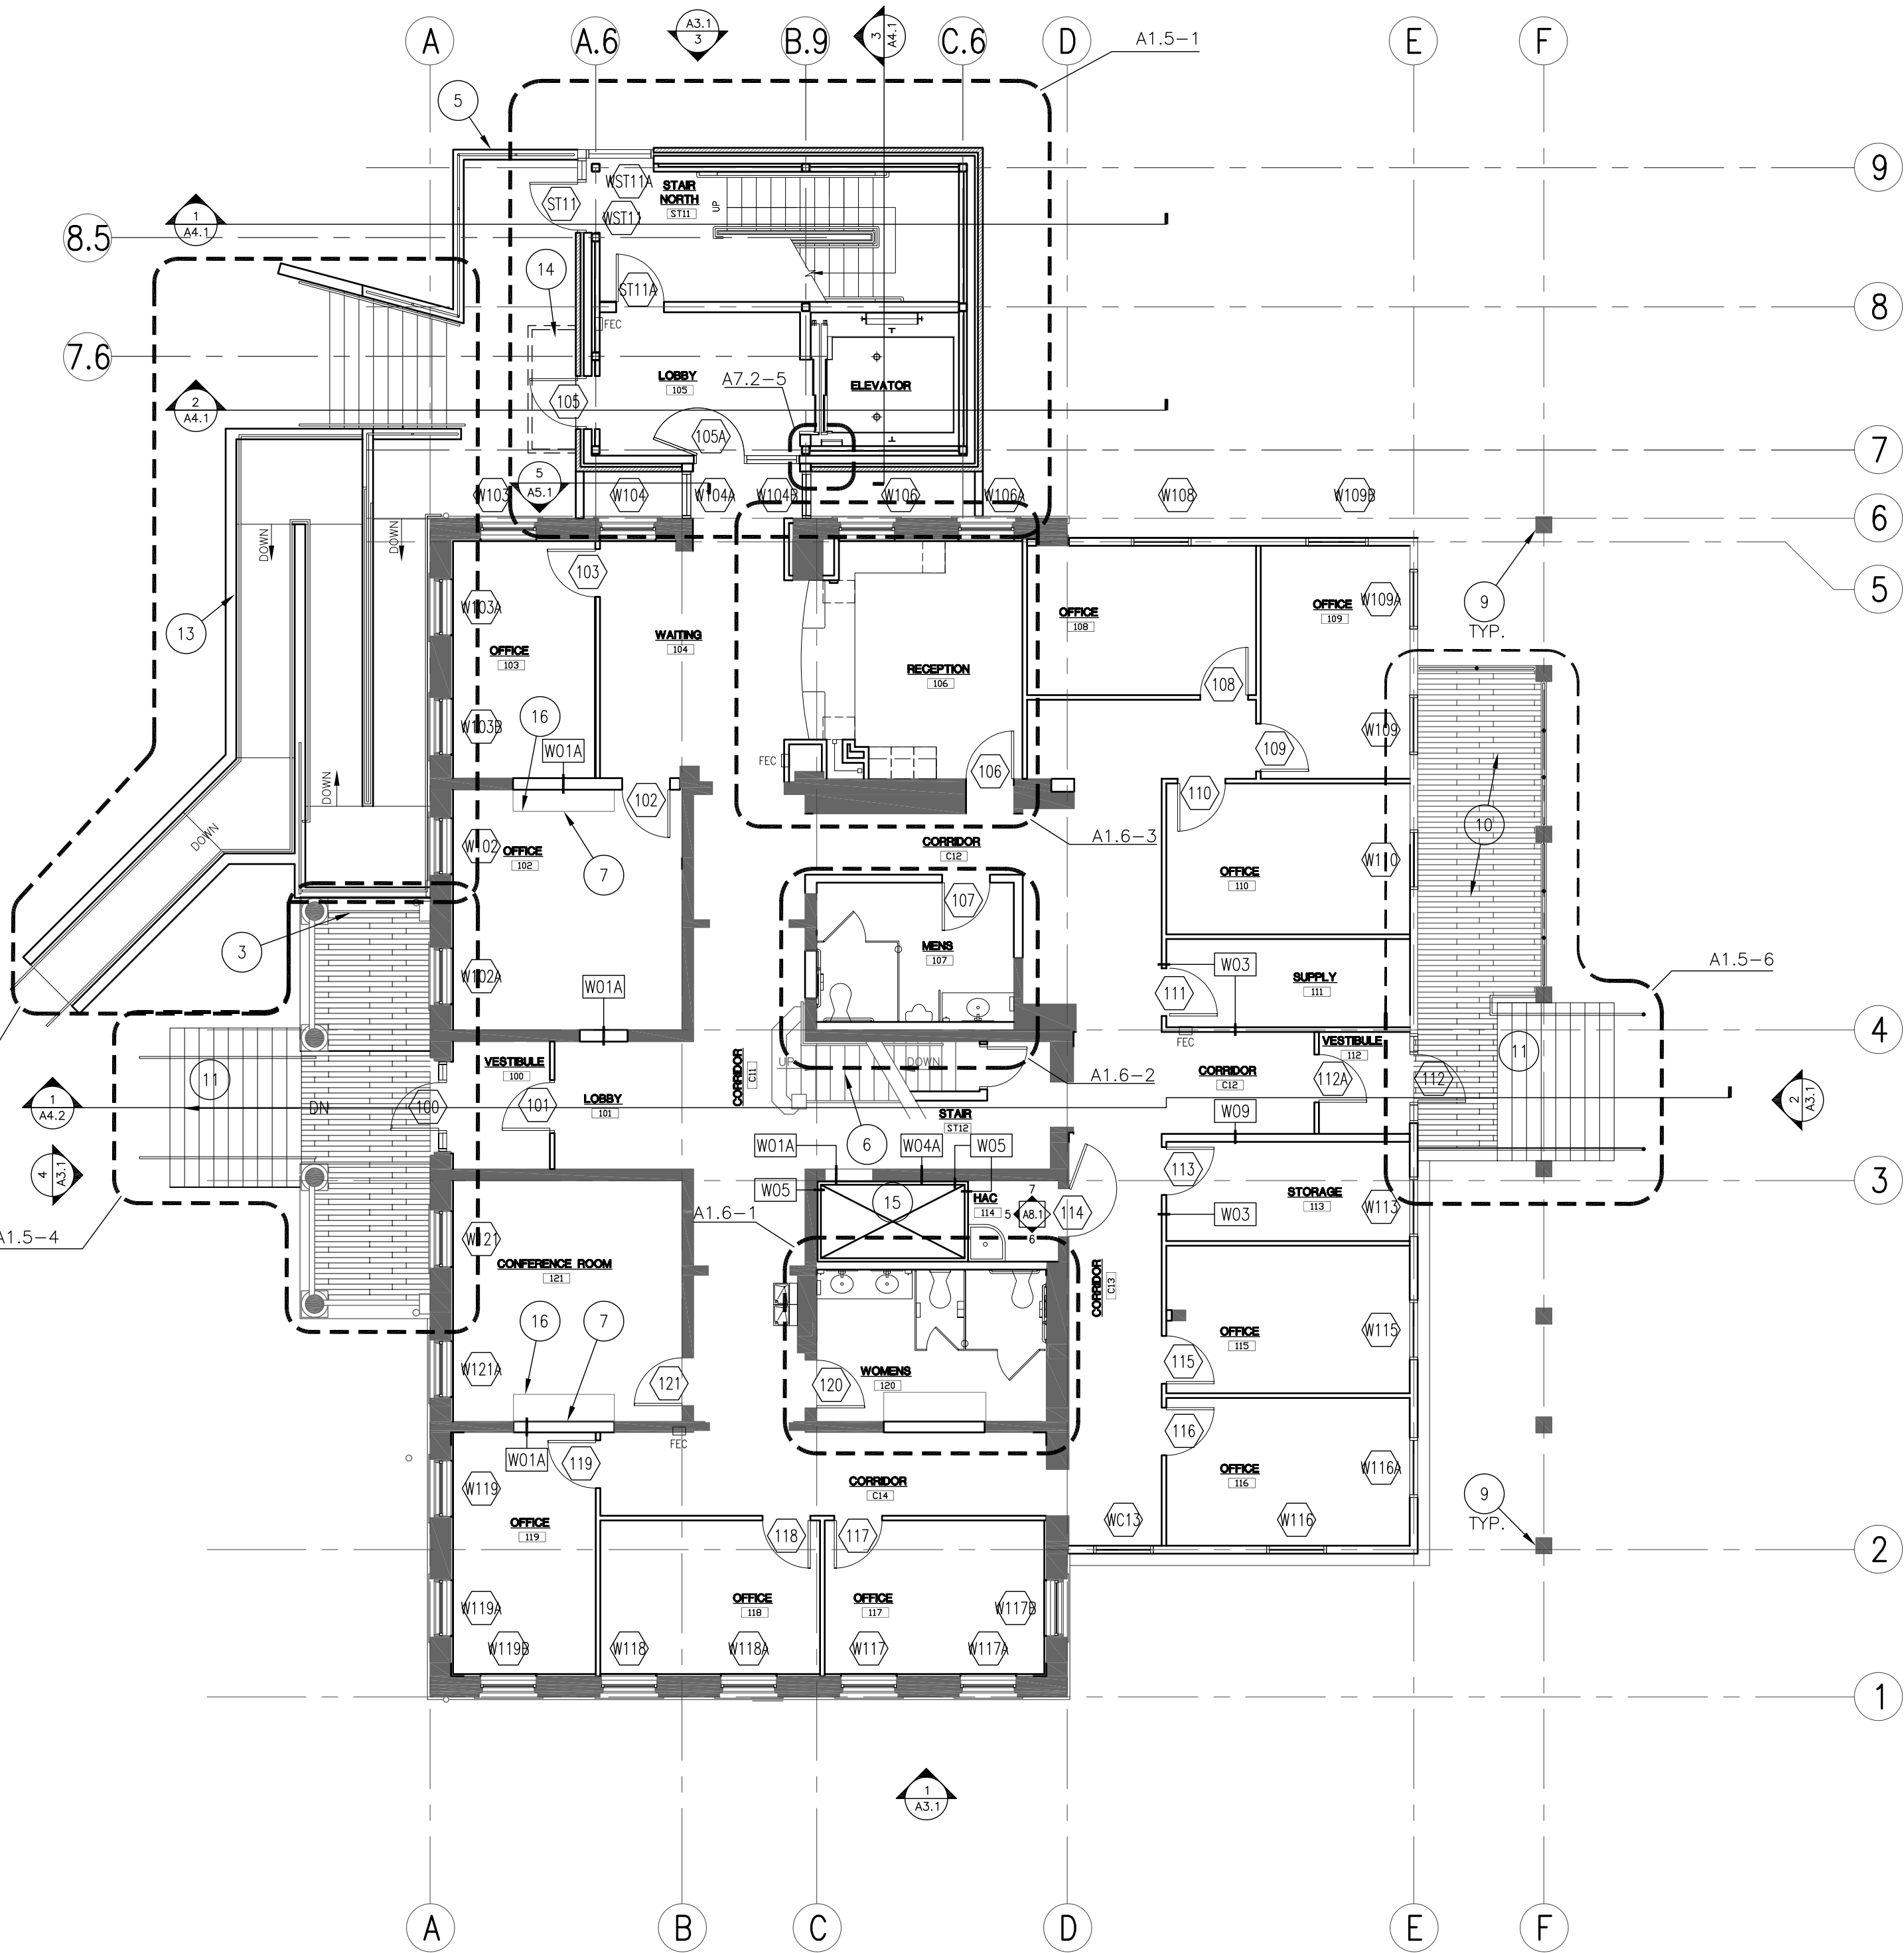 A
A.6
A3.1
3
B.9
3
A4.1
C.6
D
A1.5-1
E
F
5
9
WST11A
STAIR
NORTH
ST11
ST11
WST11
UP
1
A4.1
8.5
14
ST11A
8
FEC
7.6
LOBBY
105
A7.2-5
ELEVATOR
105
2
A4.1
105A
7
5
A5.1
W103
W104
W104A
W104B
W106
W106A
W108
W109B
6
DOWN
DOWN
103
5
W103A
OFFICE
108
OFFICE
109
W109A
9
TYP.
13
WAITING
104
OFFICE
103
RECEPTION
106
108
16
W103B
W01A
W109
109
FEC
106
DOWN
102
110
10
DOWN
W102
OFFICE
102
A1.6-3
CORRIDOR
C12
7
OFFICE
110
W110
107
3
MENS
107
A1.5-6
W102A
W01A
W03
SUPPLY
111
111
4
FEC
VESTIBULE
112
VESTIBULE
100
CORRIDOR
C11
UP
DOWN
A1.6-2
CORRIDOR
C12
112A
112
11
11
1
A4.2
DN
100
101
LOBBY
101
STAIR
ST12
W09
2
A3.1
W01A
6
W04A
W05
4
A3.1
113
3
W05
15
HAC
114
7
5
A8.1
6
114
STORAGE
113
W113
A1.6-1
W03
A1.5-4
W121
CONFERENCE ROOM
121
CORRIDOR
C13
16
7
OFFICE
115
W115
W121A
121
120
WOMENS
120
115
116
FEC
W01A
119
W119
CORRIDOR
C14
OFFICE
116
W116A
9
TYP.
OFFICE
119
118
117
WC13
W116
2
W119A
OFFICE
118
OFFICE
117
W117B
W119B
W118
W118A
W117
W117A
1
1
A3.1
A
B
C
D
E
F